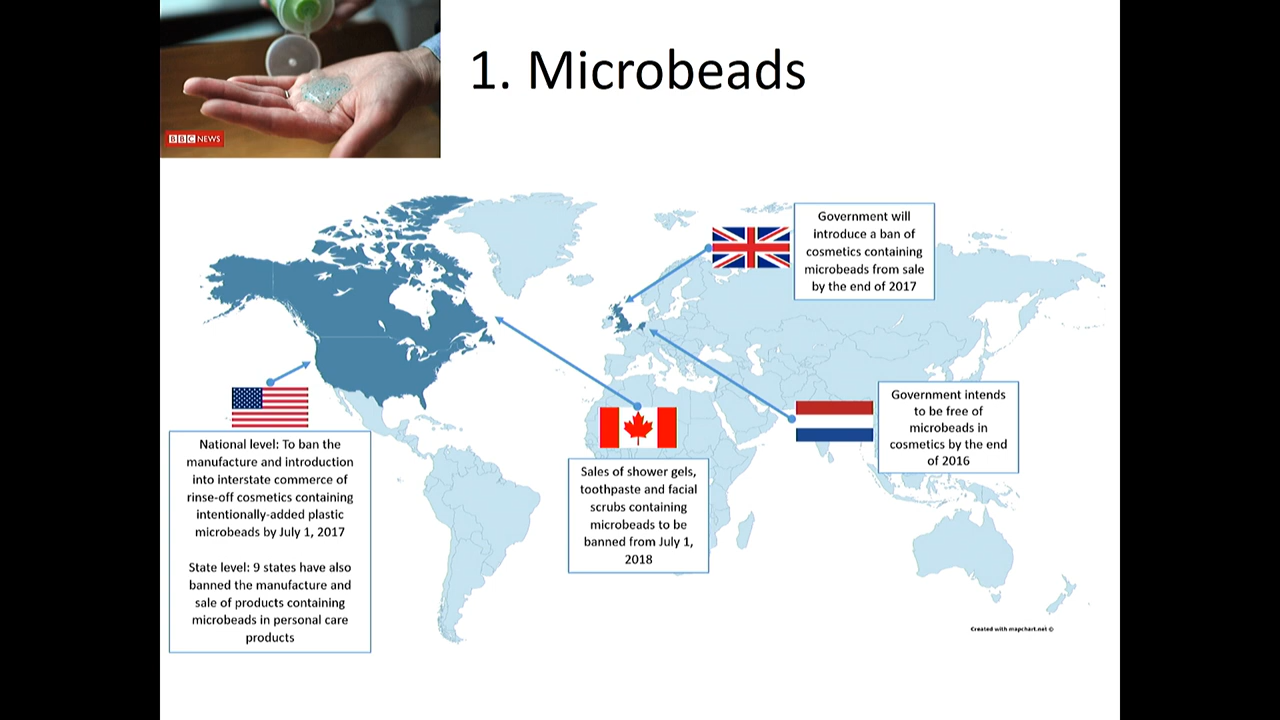 BBC NEWS
1. Microbeads
Government will
introduce a ban of
cosmetics containing
microbeads from sale
by the end of 2017
Government intends
to be free of
microbeads in
cosmetics by the end
of 2016
National level: To ban the
manufacture and introduction
into interstate commerce of
rinse-off cosmetics containing
intentionally-added plastic
microbeads by July 1, 2017
State level: 9 states have also
banned the manufacture and
sale of products containing
microbeads in personal care
products
Sales of shower gels,
toothpaste and facial
scrubs containing
microbeads to be
banned from July 1,
2018
Created with mapchart.net ©